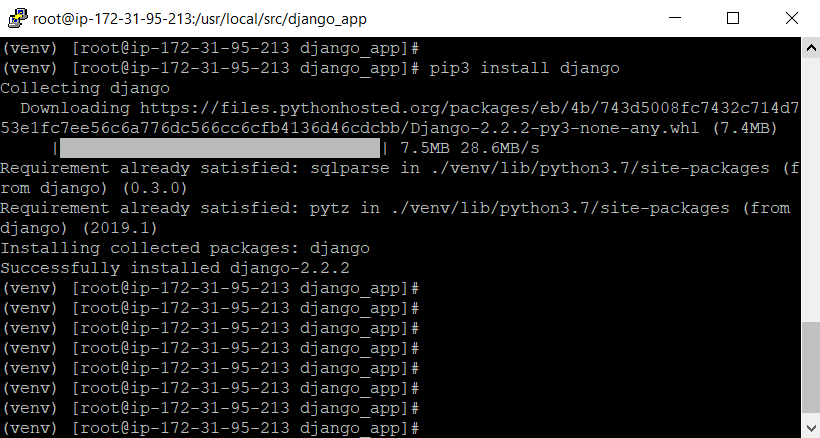 root@ip-172-31-95-213:/usr/local/src/django_app
(venv) [root@ip-172-31-95-213 django_app]#
(venv) [root@ip-172-31-95-213 django_app]# pip3 install django
Collecting django
  Downloading https://files.pythonhosted.org/packages/eb/4b/743d5008fc7432c714d7
53e1fc7ee56c6a776dc566cc6cfb4136d46cdcbb/Django-2.2.2-py3-none-any.whl (7.4MB)
     |                                | 7.5MB 28.6MB/s
Requirement already satisfied: sqlparse in ./venv/lib/python3.7/site-packages (f
rom django) (0.3.0)
Requirement already satisfied: pytz in ./venv/lib/python3.7/site-packages (from
django) (2019.1)
Installing collected packages: django
Successfully installed django-2.2.2
(venv) [root@ip-172-31-95-213 django_app]#
(venv) [root@ip-172-31-95-213 django_app]#
(venv) [root@ip-172-31-95-213 django_app]#
(venv) [root@ip-172-31-95-213 django_app]#
(venv) [root@ip-172-31-95-213 django_app]#
(venv) [root@ip-172-31-95-213 django_app]#
(venv) [root@ip-172-31-95-213 django_app]#
(venv) [root@ip-172-31-95-213 django_app]#